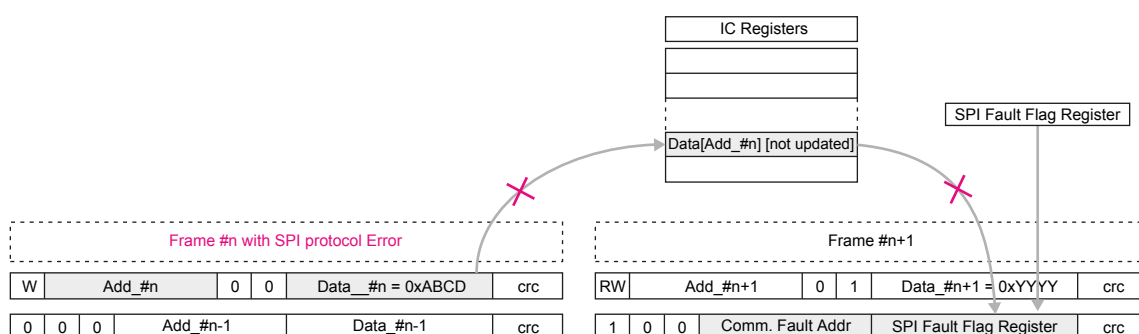 IC Registers
SPI Fault Flag Register
Data[Add_#n] [not updated]
Frame #n with SPI protocol Error
Frame #n+1
W Add_#n 0 0 Data__#n = 0xABCD crc
RW Add_#n+1 0 1 Data_#n+1 = 0xYYYY crc
0 0 0 Add_#n-1 Data_#n-1 crc
1 0 0 Comm. Fault Addr SPI Fault Flag Register crc